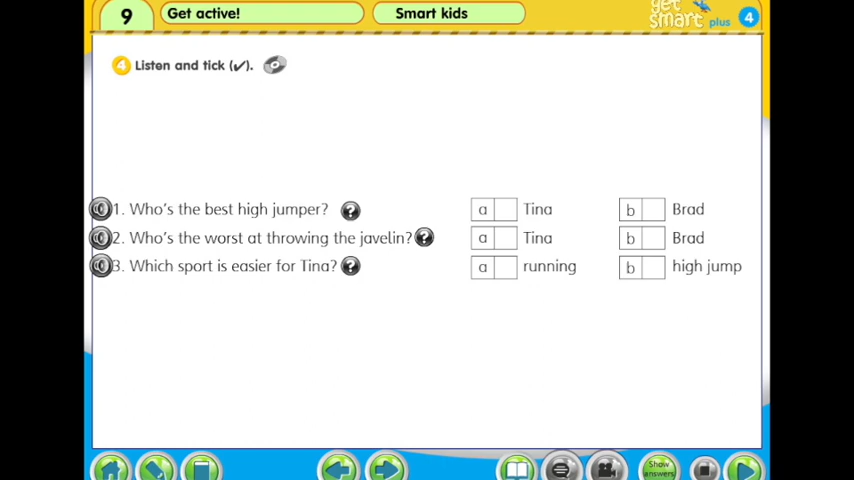 9 Get active! Smart kids get smart plus 4
4 Listen and tick (✓).
1. Who's the best high jumper? ? a Tina b Brad
2. Who's the worst at throwing the javelin? ? a Tina b Brad
3. Which sport is easier for Tina? ? a running b high jump
Show
answers